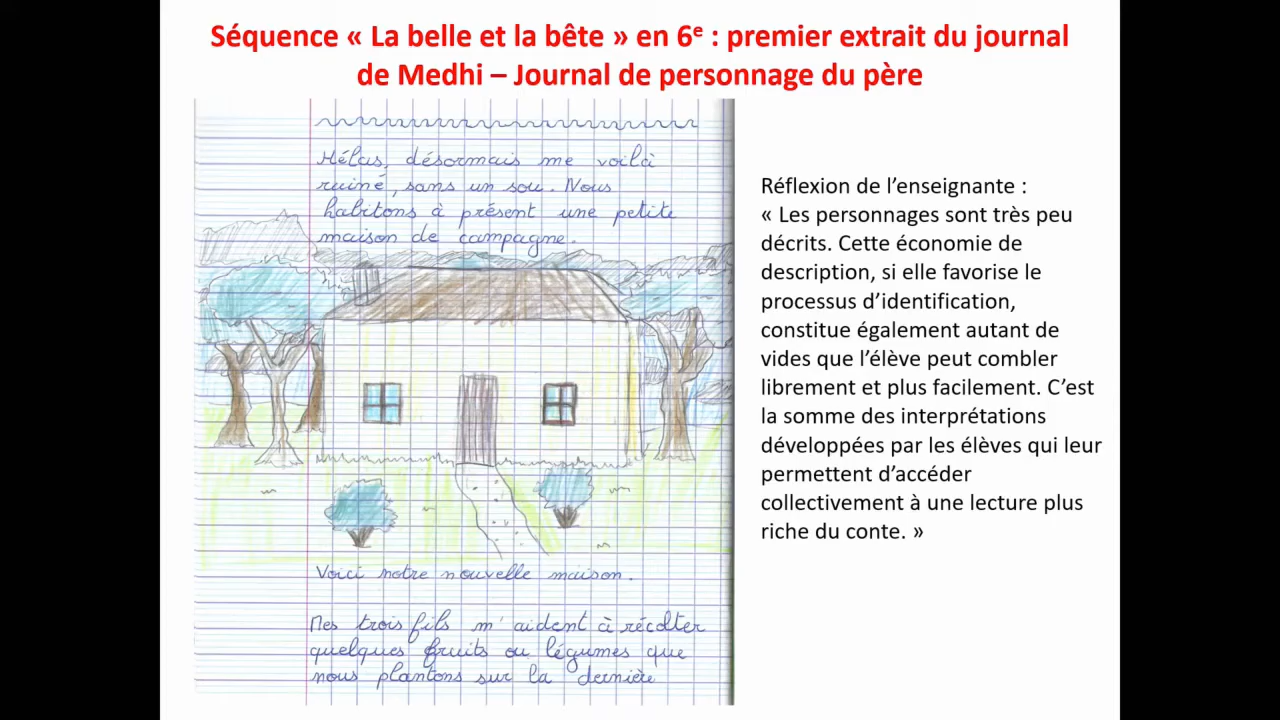 Séquence « La belle et la bête » en 6e : premier extrait du journal
de Medhi – Journal de personnage du père
Hélas, désormais me voilà
ruiné, sans un sou. Nous
habitons à présent une petite
maison de campagne.
Voici notre nouvelle maison.
Mes trois fils m'aident à récolter
quelques fruits ou légumes que
nous plantons sur la dernière
Réflexion de l'enseignante :
« Les personnages sont très peu
décrits. Cette économie de
description, si elle favorise le
processus d'identification,
constitue également autant de
vides que l'élève peut combler
librement et plus facilement. C'est
la somme des interprétations
développées par les élèves qui leur
permettent d'accéder
collectivement à une lecture plus
riche du conte. »